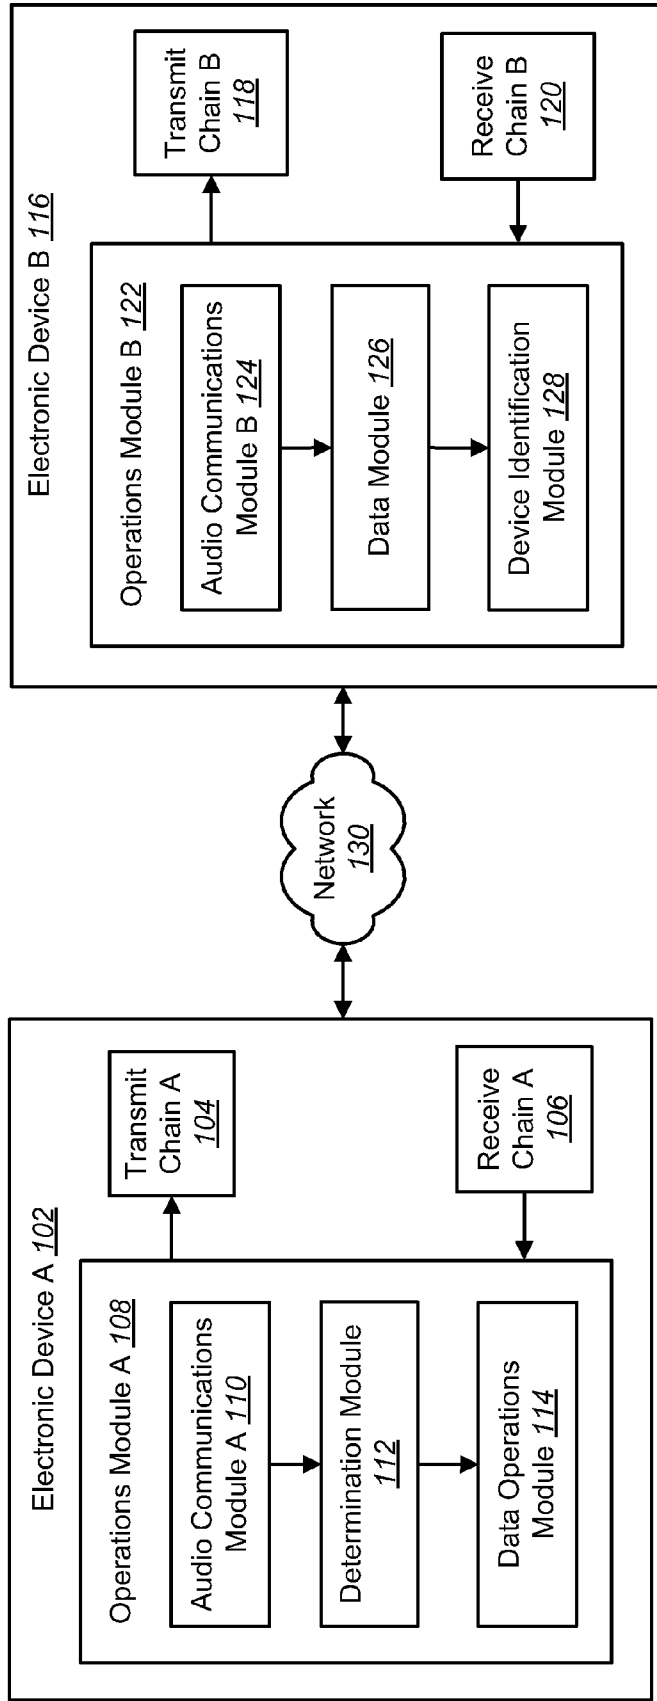 Electronic Device A 102
Operations Module A 108
Audio Communications
Module A 110
Determination Module
112
Data Operations
Module 114
Transmit
Chain A
104
Receive
Chain A
106
Network
130
Electronic Device B 116
Operations Module B 122
Audio Communications
Module B 124
Data Module 126
Device Identification
Module 128
Transmit
Chain B
118
Receive
Chain B
120